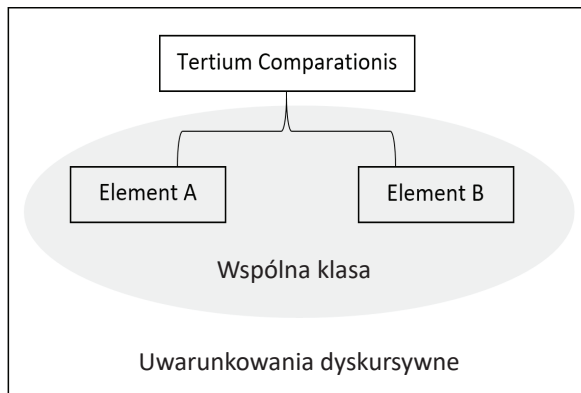 Tertium Comparationis
Element A
Element B
Wspólna klasa
Uwarunkowania dyskursywne